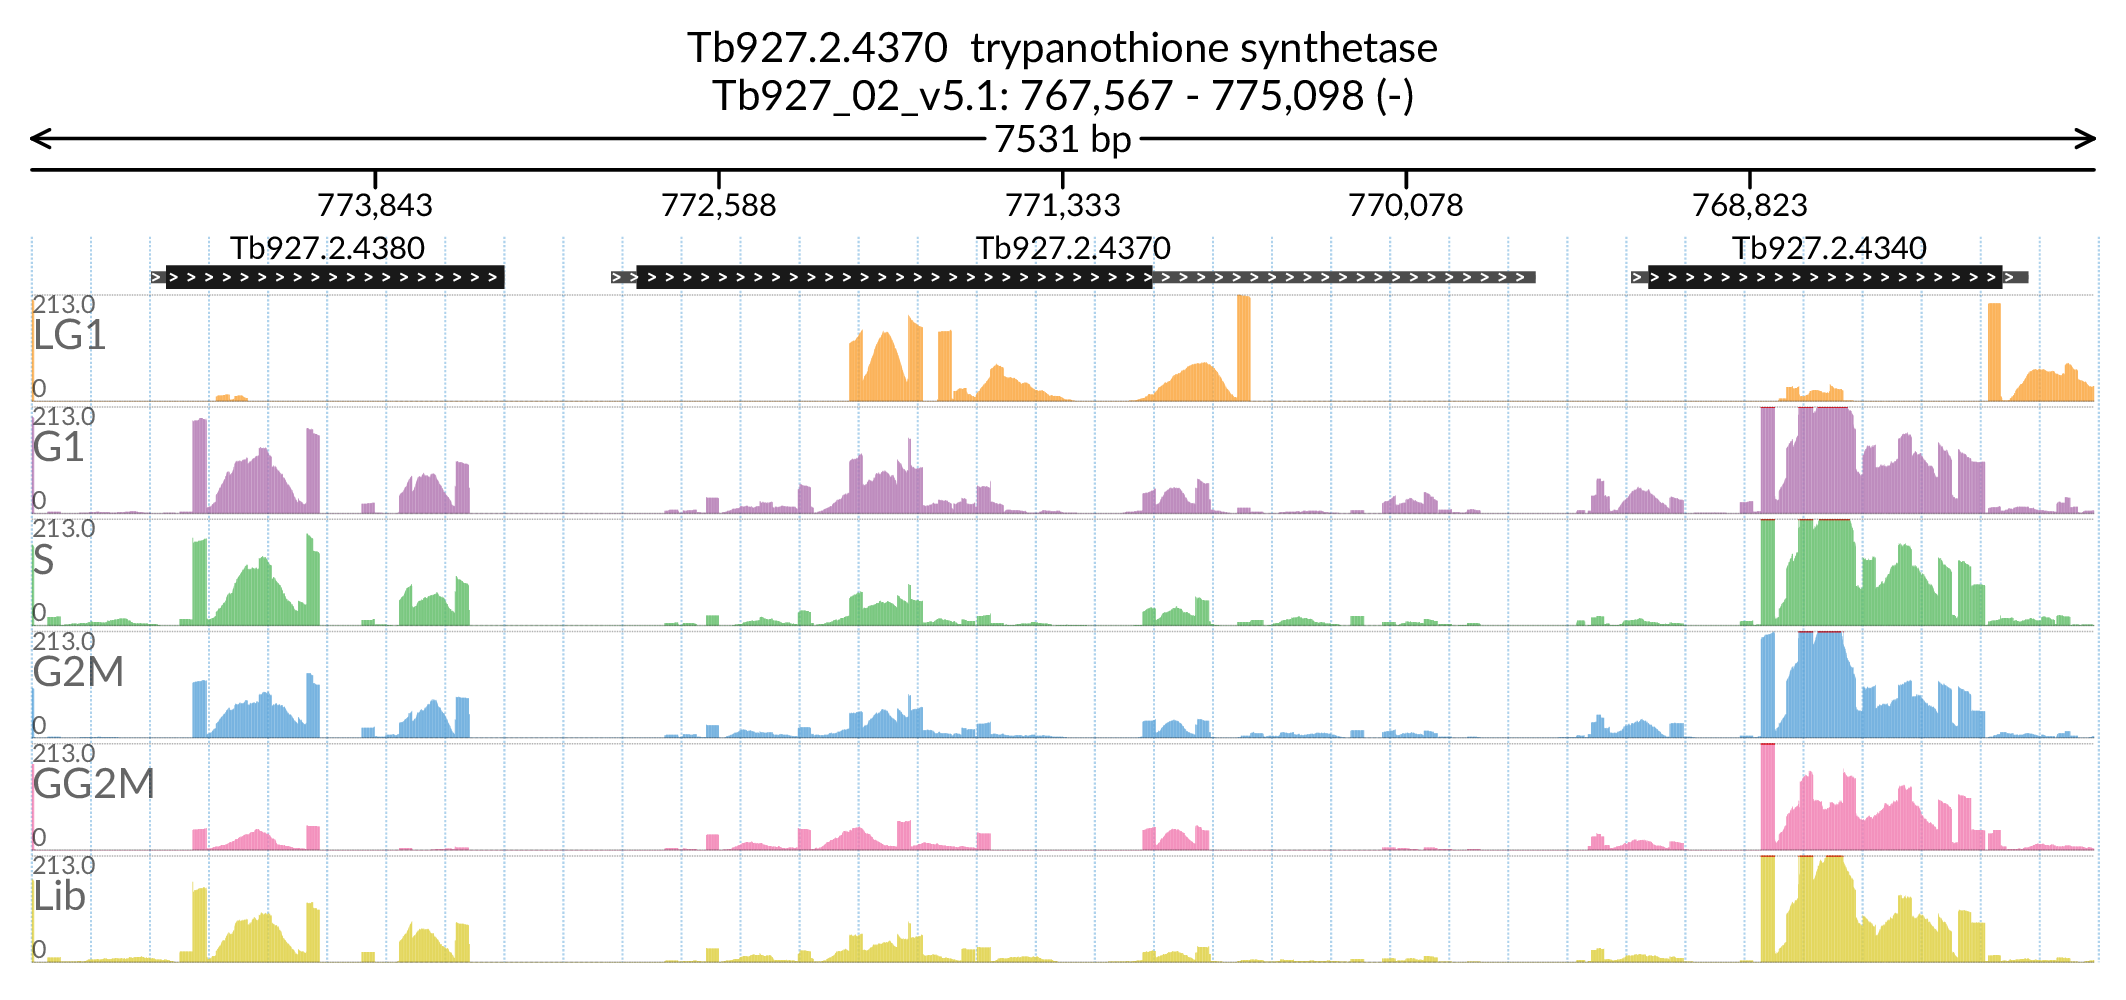 Tb927.2.4370  trypanothione synthetase
Tb927_02_v5.1: 767,567 - 775,098 (-)
7531 bp
773,843 772,588 771,333 770,078 768,823
Tb927.2.4380 Tb927.2.4370 Tb927.2.4340
213.0
LG1
0
213.0
G1
0
213.0
S
0
213.0
G2M
0
213.0
GG2M
0
213.0
Lib
0